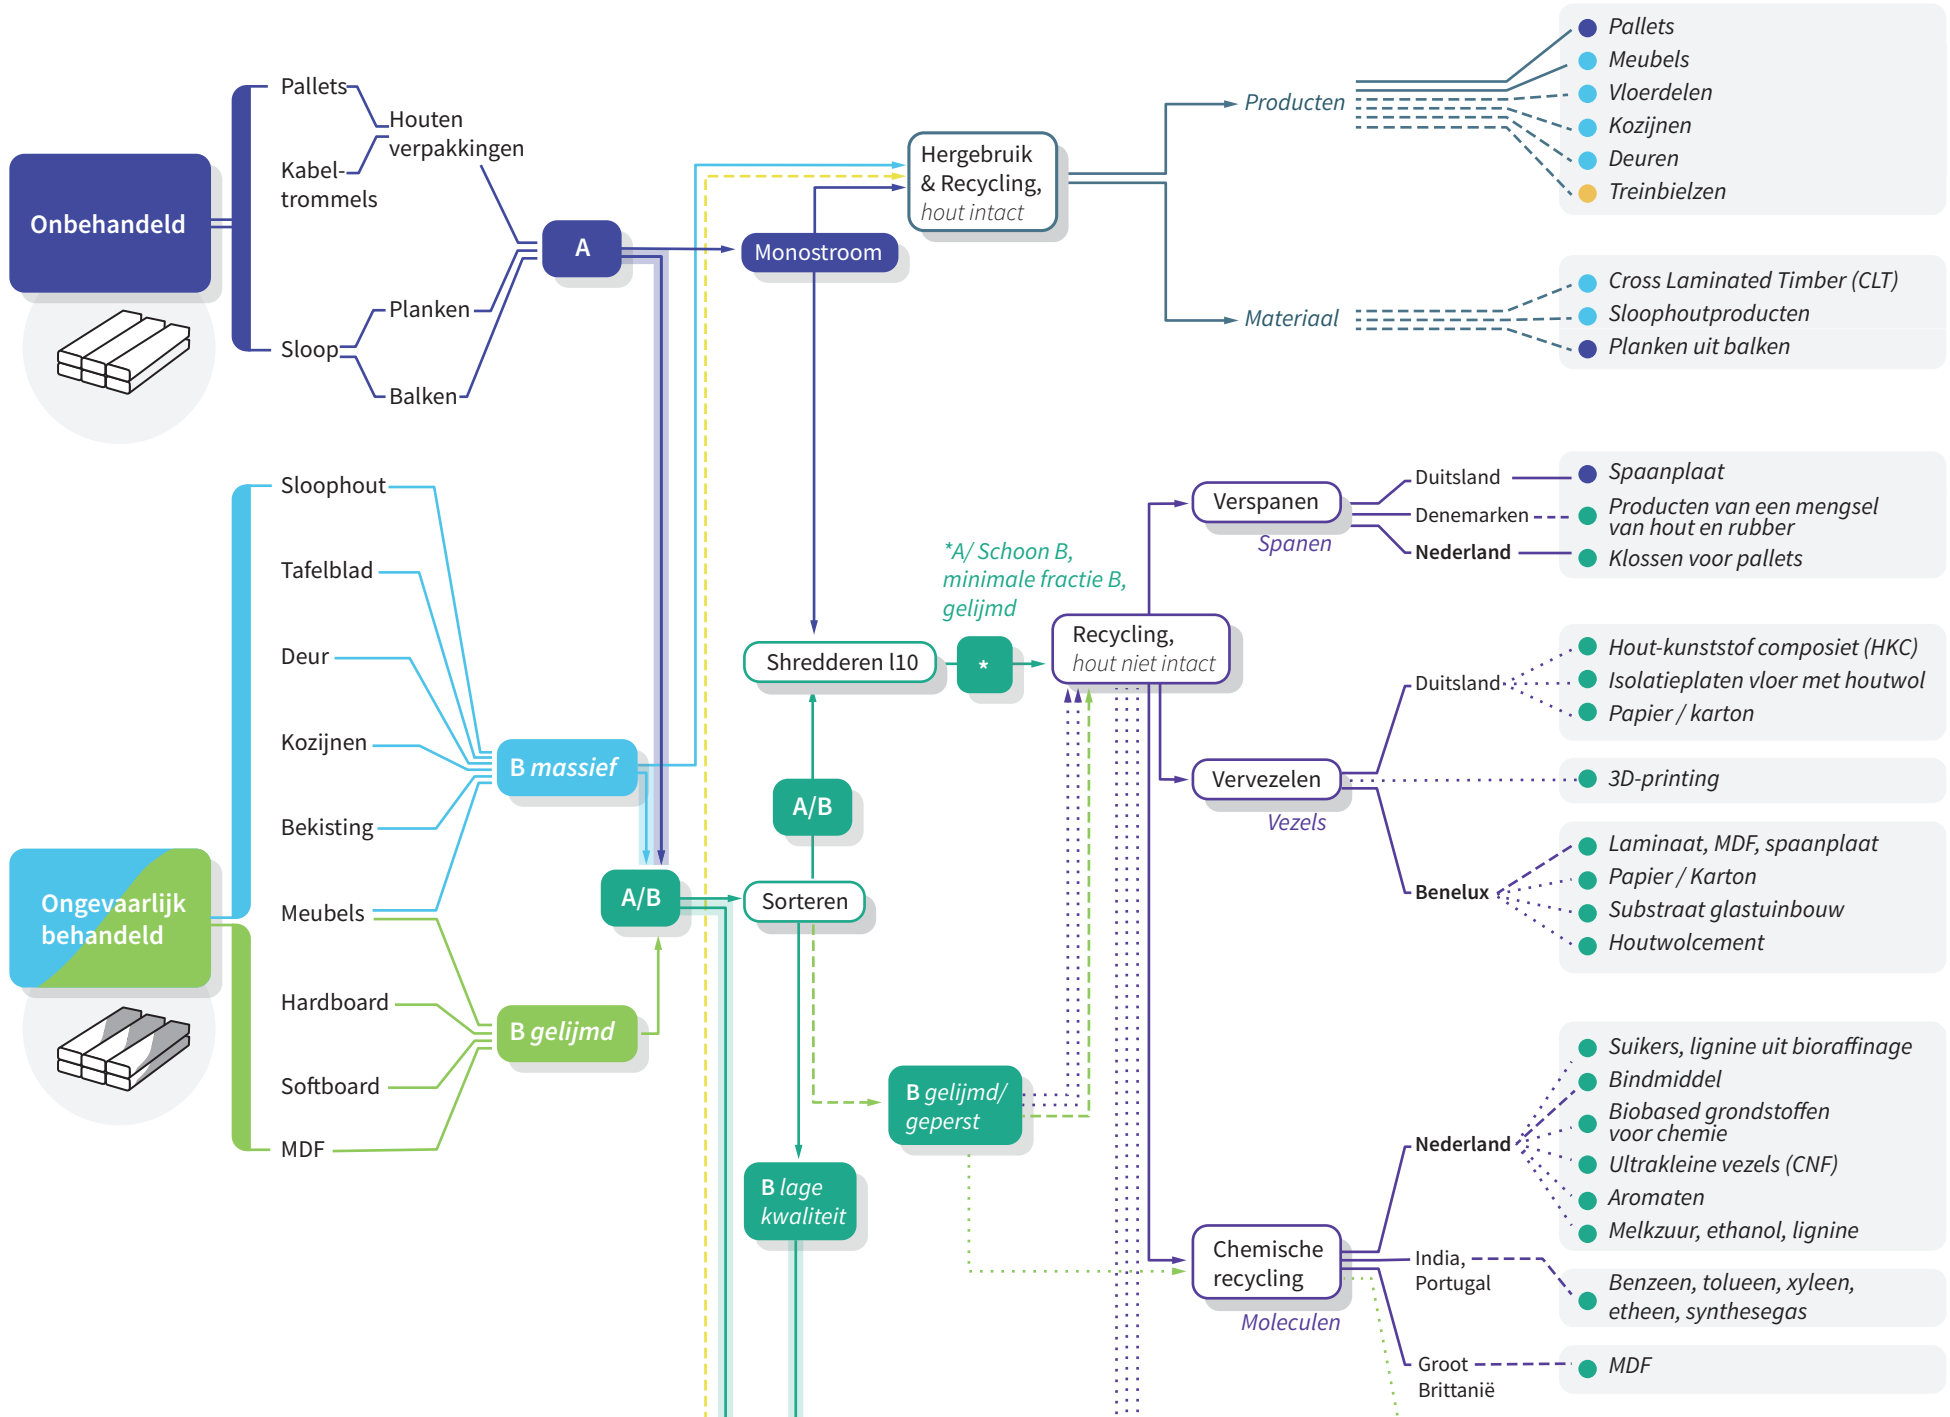 Onbehandeld
Pallets
Kabel-
trommels
Houten
verpakkingen
Sloop
Planken
Balken
A
Monostroom
Hergebruik
& Recycling,
hout intact
Producten
Pallets
Meubels
Vloerdelen
Kozijnen
Deuren
Treinbielzen
Materiaal
Cross Laminated Timber (CLT)
Sloophoutproducten
Planken uit balken
Ongevaarlijk
behandeld
Sloophout
Tafelblad
Deur
Kozijnen
Bekisting
Meubels
Hardboard
Softboard
MDF
B massief
B gelijmd
A/B
Sorteren
A/B
Shredderen l10
*
*A/ Schoon B,
minimale fractie B,
gelijmd
B gelijmd/
geperst
B lage
kwaliteit
Recycling,
hout niet intact
Verspanen
Spanen
Duitsland
Denemarken
Nederland
Spaanplaat
Producten van een mengsel
van hout en rubber
Klossen voor pallets
Vervezelen
Vezels
Duitsland
Hout-kunststof composiet (HKC)
Isolatieplaten vloer met houtwol
Papier / karton
3D-printing
Benelux
Laminaat, MDF, spaanplaat
Papier / Karton
Substraat glastuinbouw
Houtwolcement
Chemische
recycling
Moleculen
Nederland
Suikers, lignine uit bioraffinage
Bindmiddel
Biobased grondstoffen
voor chemie
Ultrakleine vezels (CNF)
Aromaten
Melkzuur, ethanol, lignine
India,
Portugal
Benzeen, tolueen, xyleen,
etheen, synthesegas
Groot
Brittanië
MDF